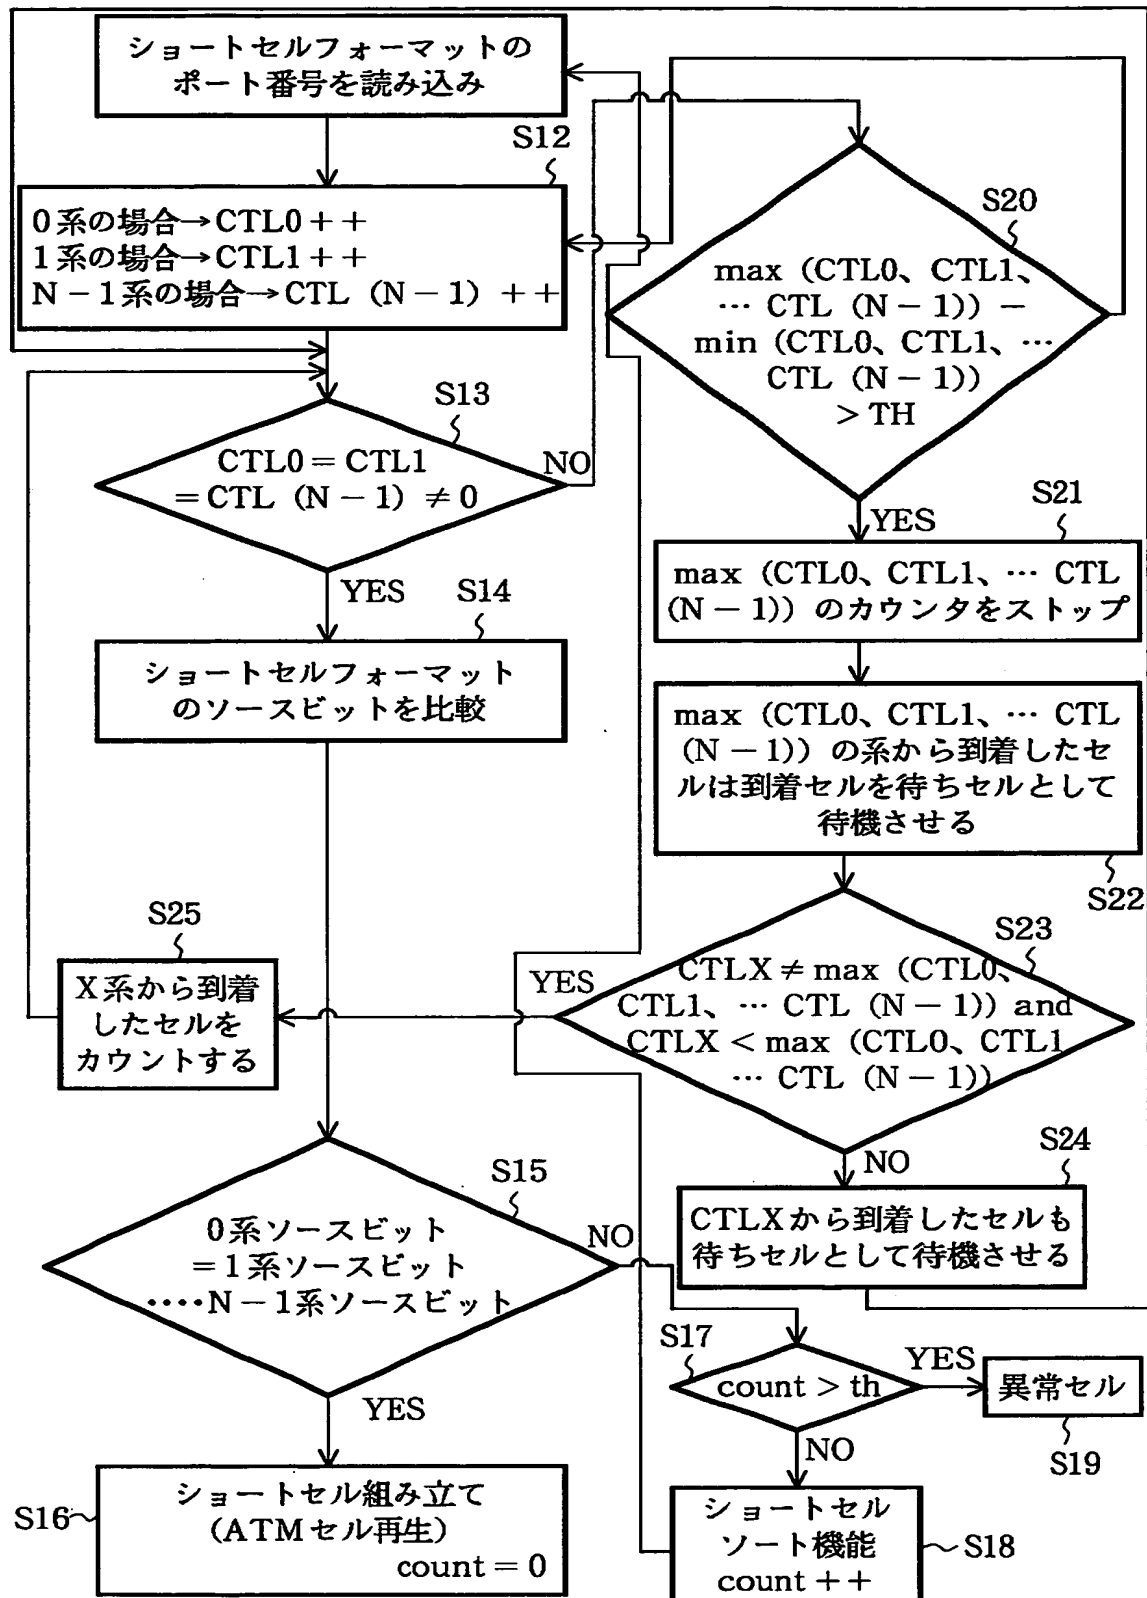 ショートセルフォーマットの
ポート番号を読み込み
S12
0系の場合→CTL0++
1系の場合→CTL1++
N-1系の場合→CTL (N-1) ++
S13
CTL0=CTL1
=CTL (N-1) ≠0
NO
YES
S14
ショートセルフォーマット
のソースビットを比較
S20
max (CTL0、CTL1、
… CTL (N-1)) -
min (CTL0、CTL1、…
CTL (N-1))
>TH
YES
S21
max (CTL0、CTL1、… CTL
(N-1)) のカウンタをストップ
max (CTL0、CTL1、… CTL
(N-1)) の系から到着したセ
ルは到着セルを待ちセルとして
待機させる
S22
S23
CTLX≠max (CTL0、
CTL1、… CTL (N-1)) and
CTLX<max (CTL0、CTL1
… CTL (N-1))
YES
S25
X系から到着
したセルを
カウントする
NO
S24
CTLXから到着したセルも
待ちセルとして待機させる
S15
0系ソースビット
=1系ソースビット
‥‥N-1系ソースビット
NO
YES
S16
ショートセル組み立て
(ATMセル再生)
count=0
S17
count>th
YES
異常セル
S19
NO
ショートセル
ソート機能
count++
S18